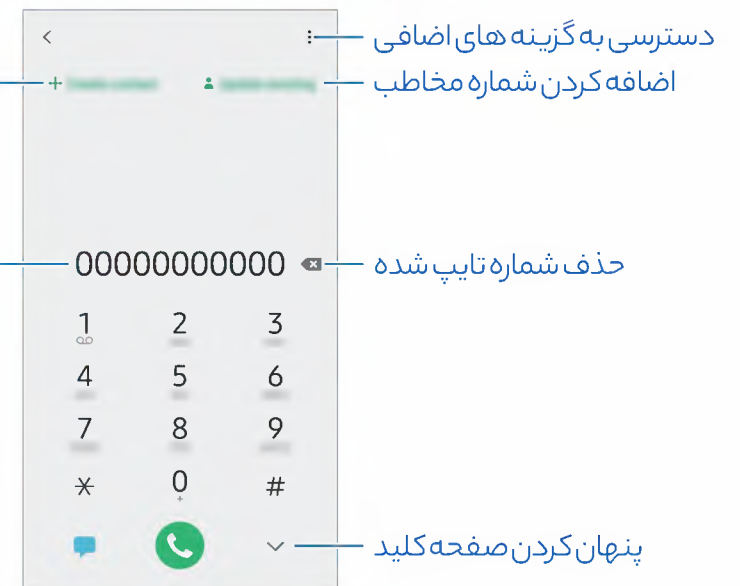 دسترسی به گزینه های اضافی
اضافه کردن شماره مخاطب
00000000000
حذف شماره تایپ شده
1 2 3
4 5 6
7 8 9
* 0 #
+
پنهان کردن صفحه کلید